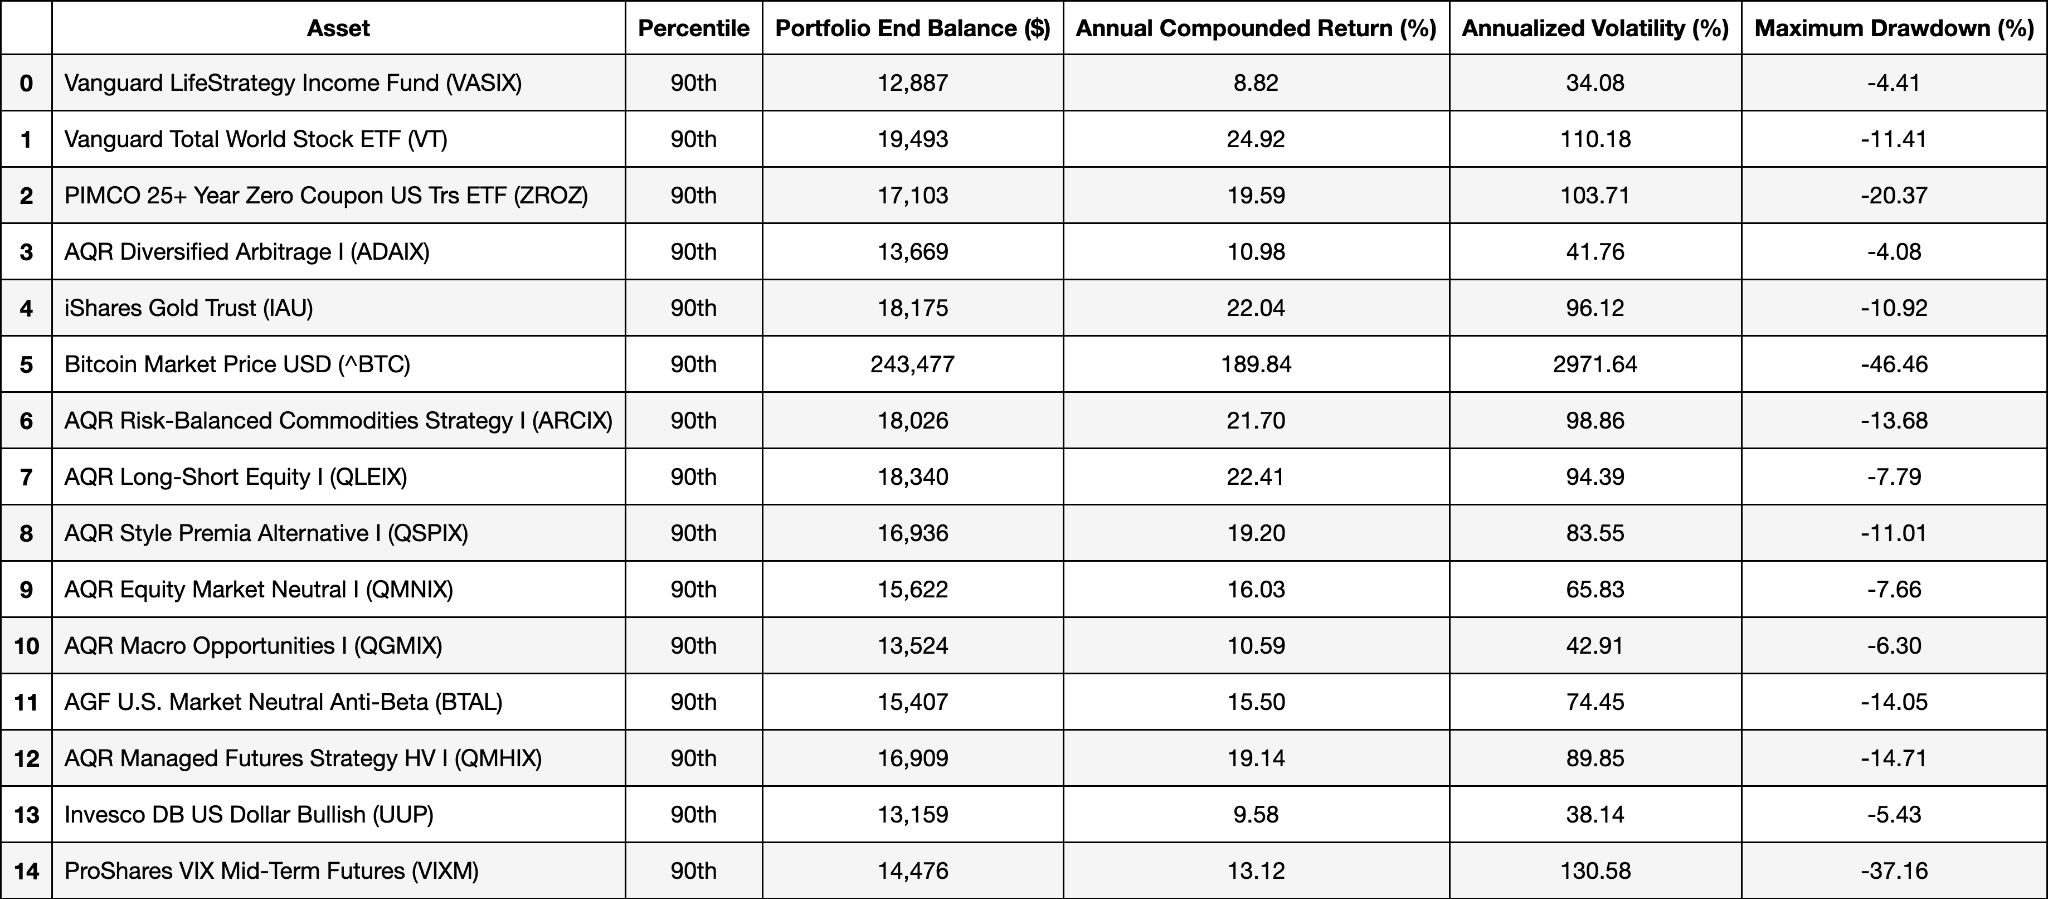 Asset Percentile Portfolio End Balance ($) Annual Compounded Return (%) Annualized Volatility (%) Maximum Drawdown (%)
0 Vanguard LifeStrategy Income Fund (VASIX) 90th 12,887 8.82 34.08 -4.41
1 Vanguard Total World Stock ETF (VT) 90th 19,493 24.92 110.18 -11.41
2 PIMCO 25+ Year Zero Coupon US Trs ETF (ZROZ) 90th 17,103 19.59 103.71 -20.37
3 AQR Diversified Arbitrage I (ADAIX) 90th 13,669 10.98 41.76 -4.08
4 iShares Gold Trust (IAU) 90th 18,175 22.04 96.12 -10.92
5 Bitcoin Market Price USD (^BTC) 90th 243,477 189.84 2971.64 -46.46
6 AQR Risk-Balanced Commodities Strategy I (ARCIX) 90th 18,026 21.70 98.86 -13.68
7 AQR Long-Short Equity I (QLEIX) 90th 18,340 22.41 94.39 -7.79
8 AQR Style Premia Alternative I (QSPIX) 90th 16,936 19.20 83.55 -11.01
9 AQR Equity Market Neutral I (QMNIX) 90th 15,622 16.03 65.83 -7.66
10 AQR Macro Opportunities I (QGMIX) 90th 13,524 10.59 42.91 -6.30
11 AGF U.S. Market Neutral Anti-Beta (BTAL) 90th 15,407 15.50 74.45 -14.05
12 AQR Managed Futures Strategy HV I (QMHIX) 90th 16,909 19.14 89.85 -14.71
13 Invesco DB US Dollar Bullish (UUP) 90th 13,159 9.58 38.14 -5.43
14 ProShares VIX Mid-Term Futures (VIXM) 90th 14,476 13.12 130.58 -37.16